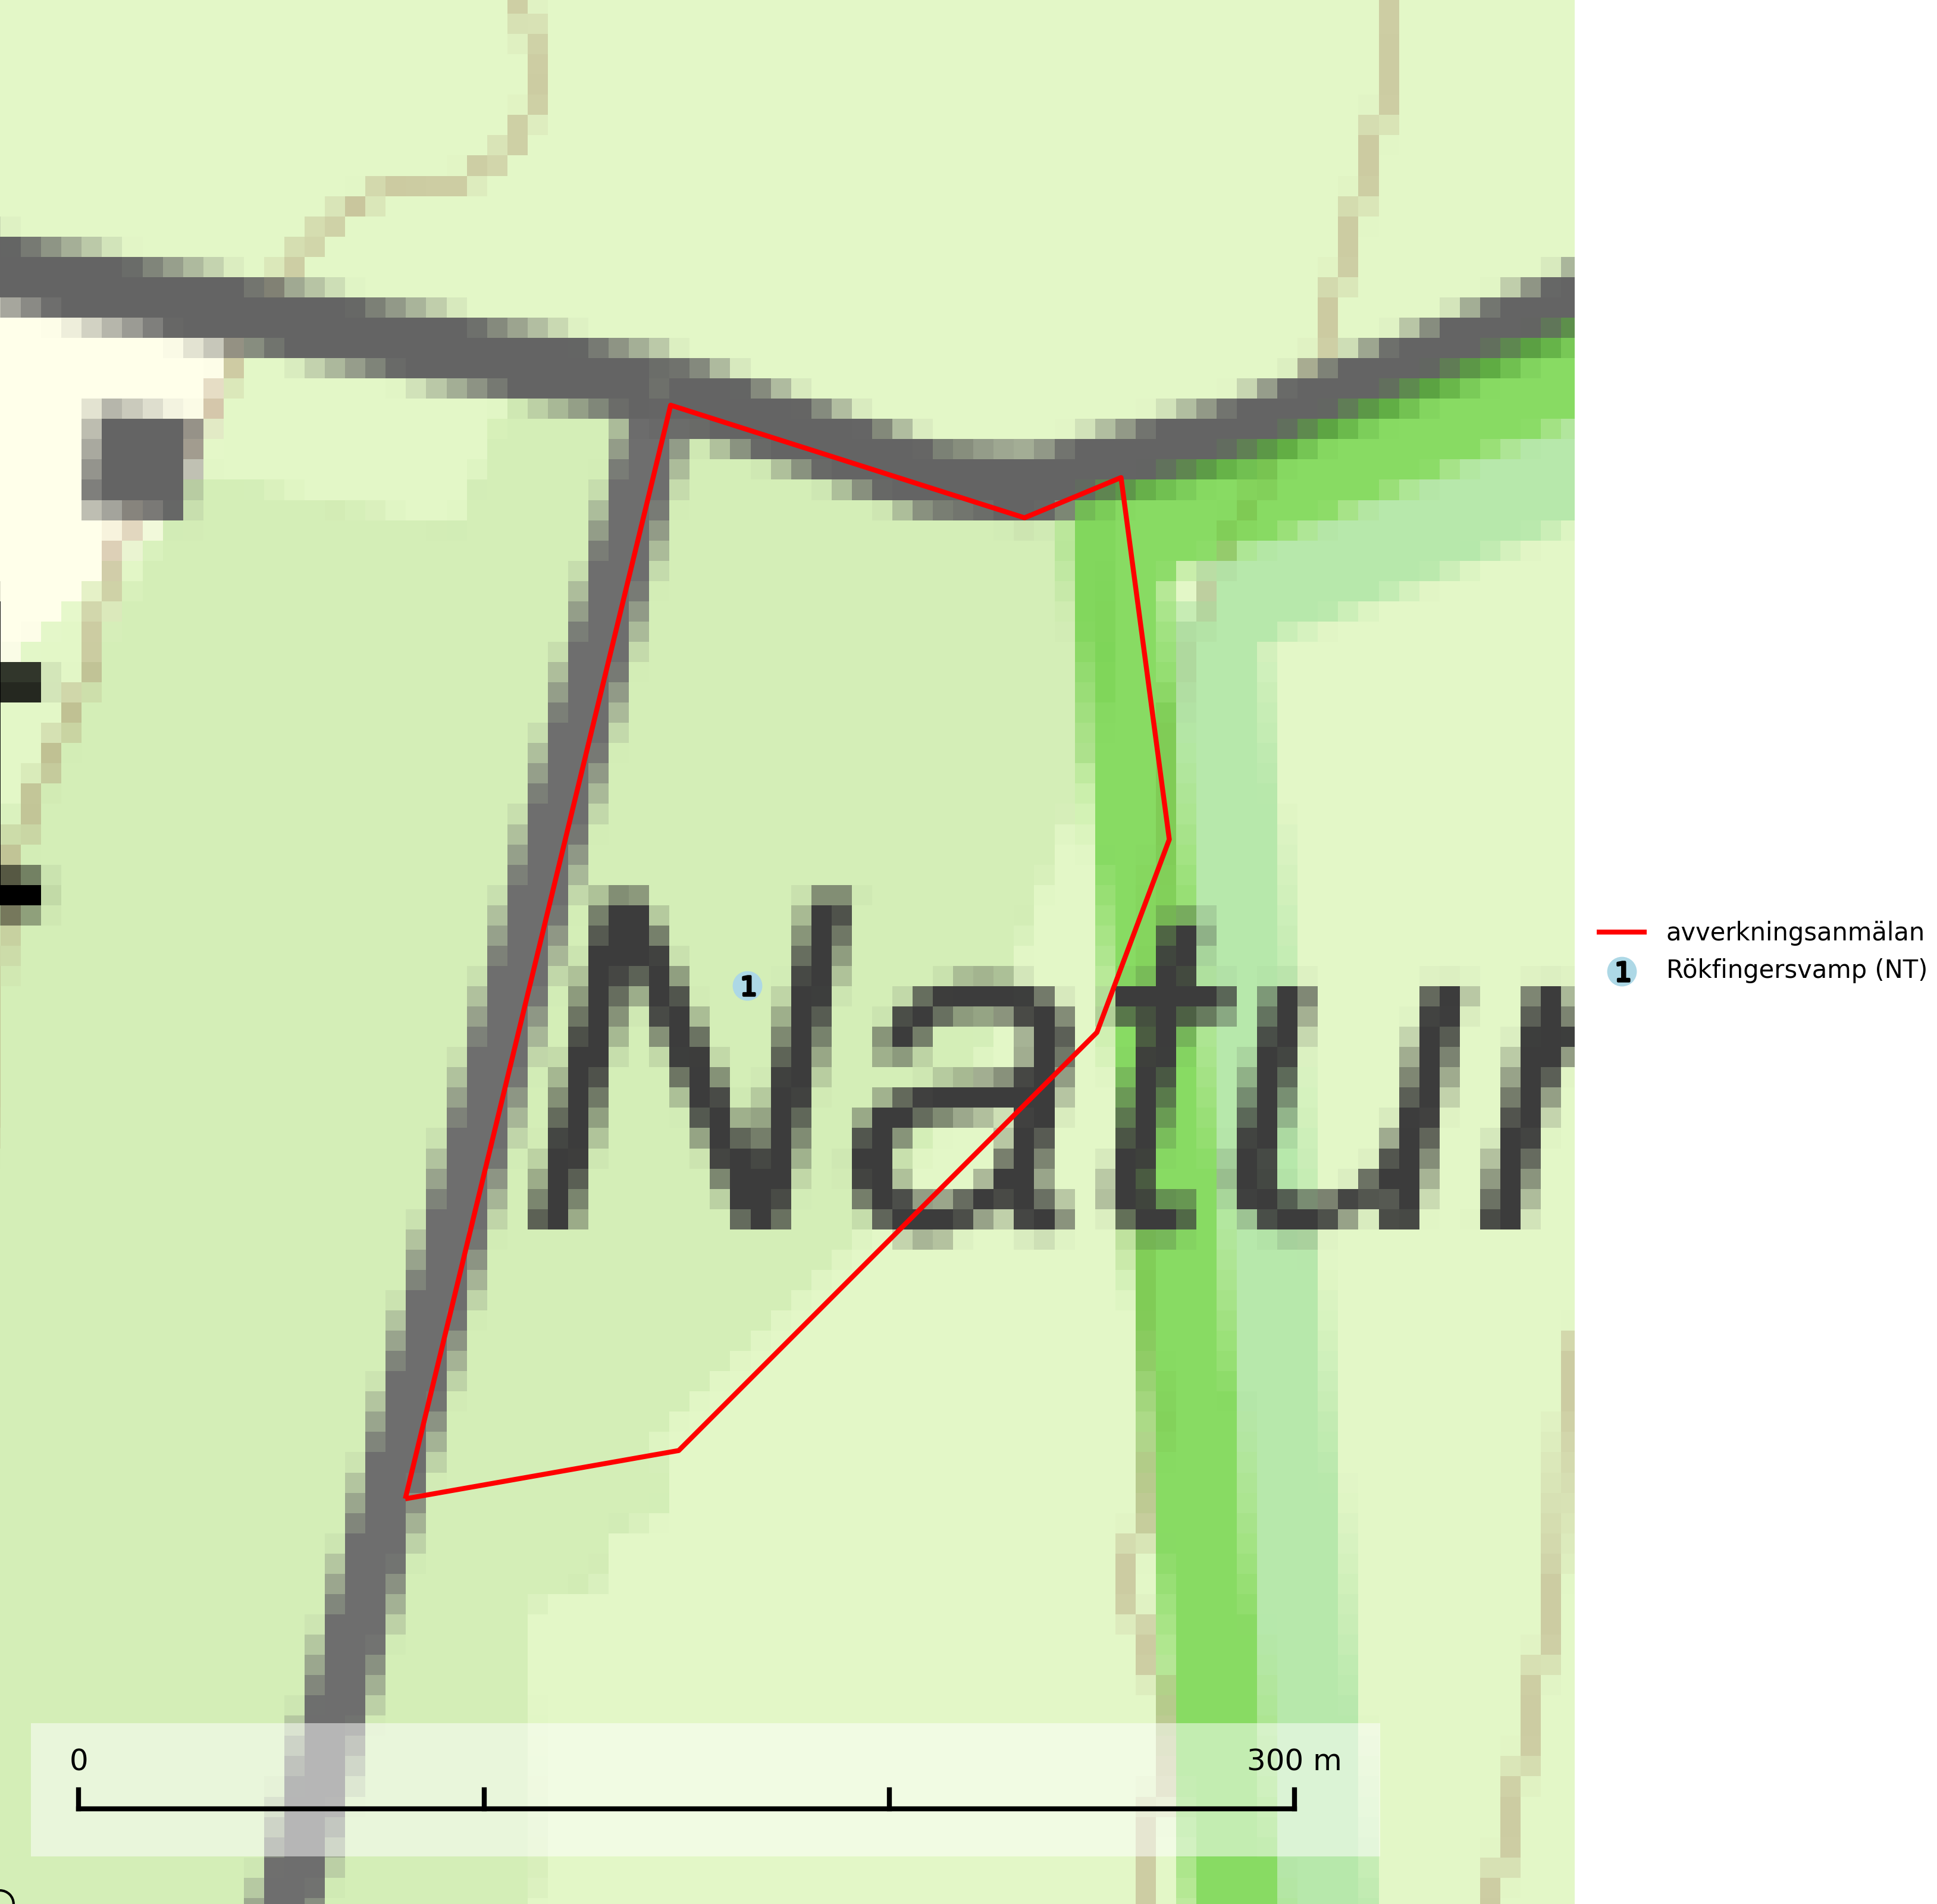 1
Natur
avverkningsanmälan
1 Rökfingersvamp (NT)
0 300 m